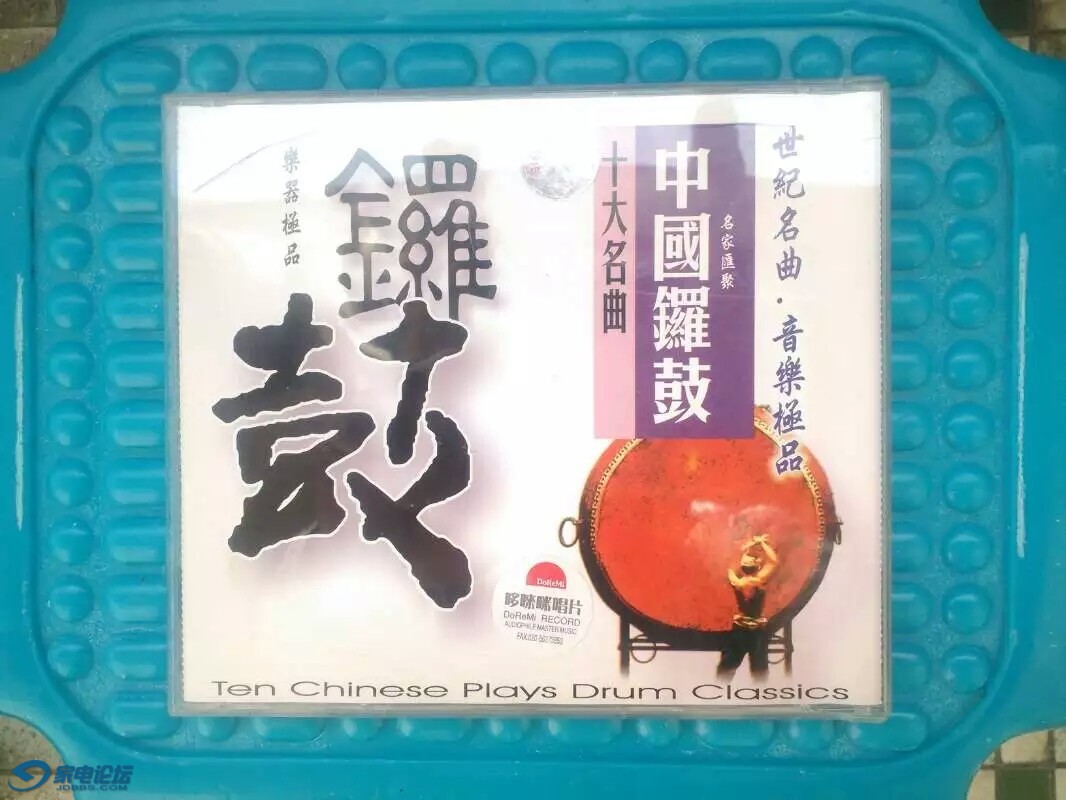 世紀名曲·音樂極品
名家匯聚
中國鑼鼓
十大名曲
鑼鼓
樂器極品
DoReMi
哆咪唱片
DoReMi RECORD
AUDIOPHILE MASTER MUSIC
Ten Chinese Plays Drum Classics
家电论坛
JDBBS.COM